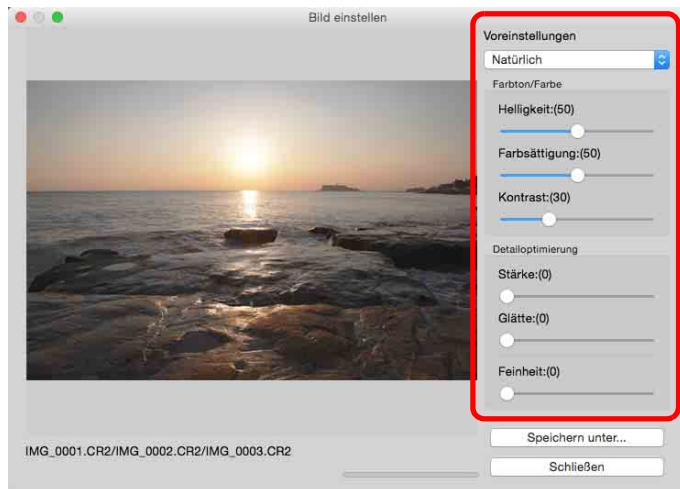 Bild einstellen
Voreinstellungen
Natürlich
Farbton/Farbe
Helligkeit:(50)
Farbsättigung:(50)
Kontrast:(30)
Detailoptimierung
Stärke:(0)
Glätte:(0)
Feinheit:(0)
IMG_0001.CR2/IMG_0002.CR2/IMG_0003.CR2
Speichern unter...
Schließen